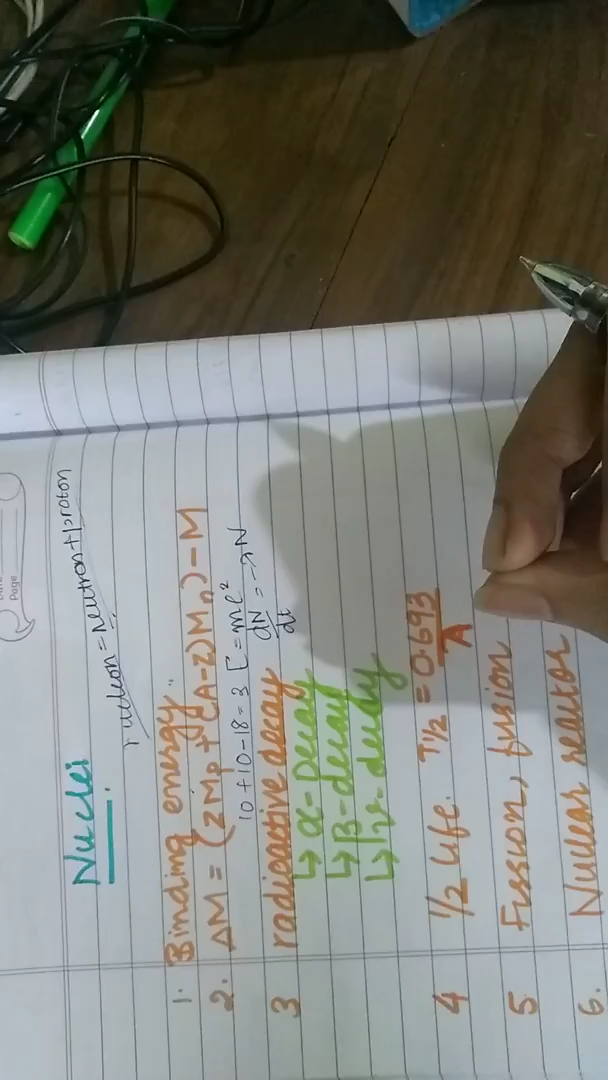 Page
Nuclei
nucleon = neutron + proton
1. Binding energy.
2. ΔM = (ZMp + (A-Z)Mn) - M
10+10-18=3 E=mc²
3 radioactive decay dN/dt = -λN
↳ α-Decay
↳ β-decay
↳ γ-decay
4 1/2 life. T1/2 = 0.693/λ
5 Fission, fusion
6. Nuclear reactor